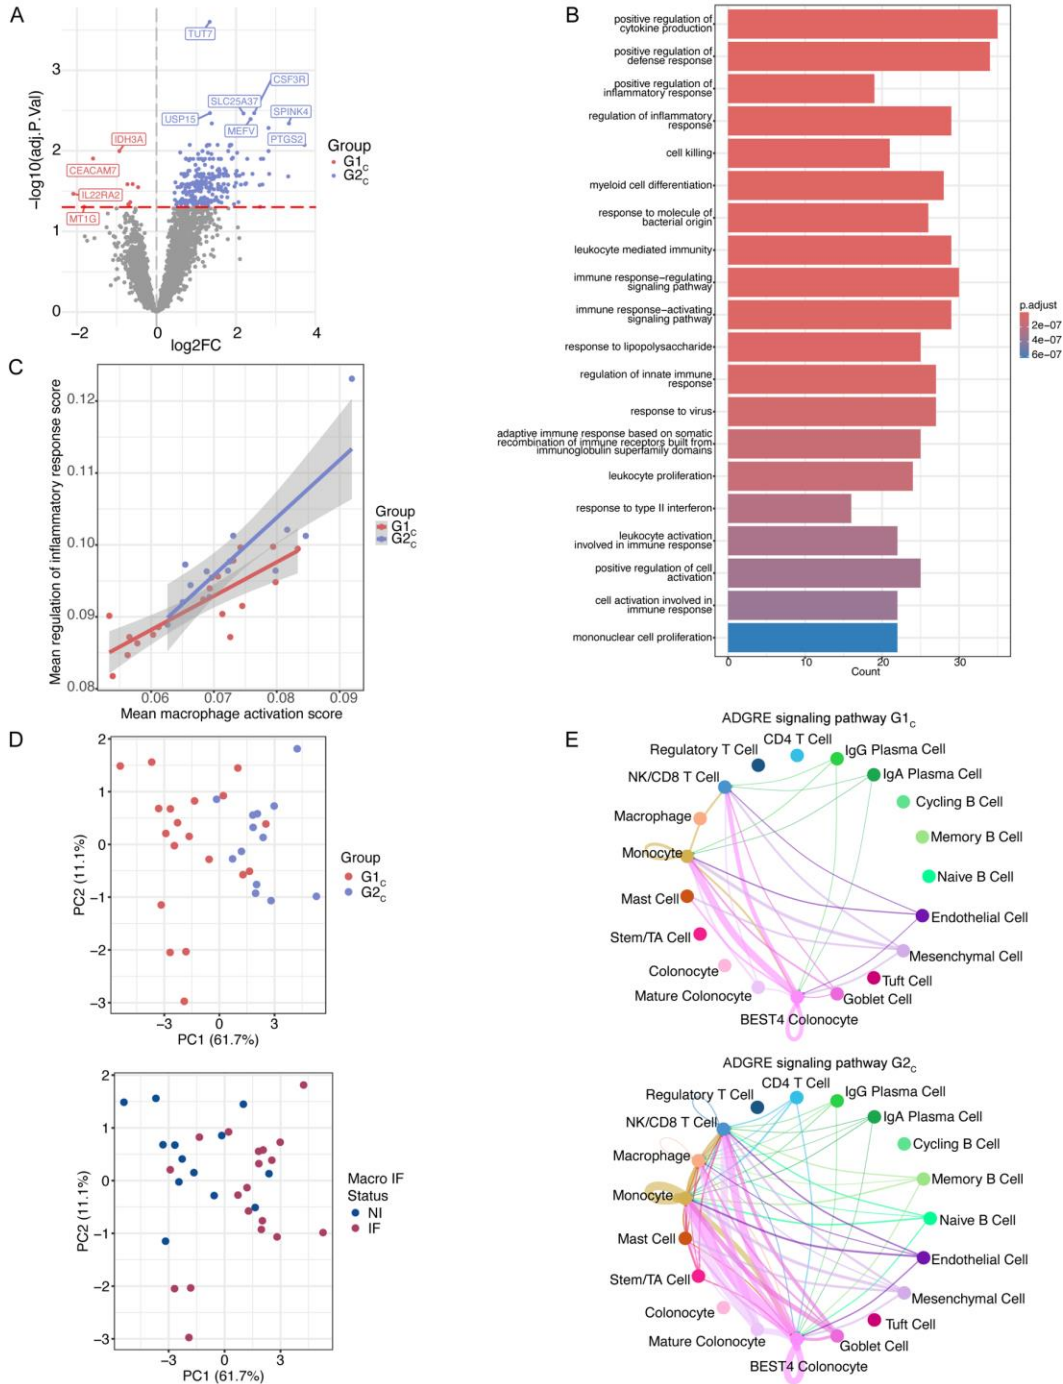 A
TUT7
CSF3R
SLC25A37
SPINK4
USP15
MEFV
PTGS2
IDH3A
CEACAM7
IL22RA2
MT1G
3
2
1
0
−2
0
2
4
−log10(adj.P.Val)
log2FC
Group
G1c
G2c
B
positive regulation of
cytokine production
positive regulation of
defense response
positive regulation of
inflammatory response
regulation of inflammatory
response
cell killing
myeloid cell differentiation
response to molecule of
bacterial origin
leukocyte mediated immunity
immune response−regulating
signaling pathway
immune response−activating
signaling pathway
response to lipopolysaccharide
regulation of innate immune
response
response to virus
adaptive immune response based on somatic
recombination of immune receptors built from
immunoglobulin superfamily domains
leukocyte proliferation
response to type II interferon
leukocyte activation
involved in immune response
positive regulation of cell
activation
cell activation involved in
immune response
mononuclear cell proliferation
0
10
20
30
Count
p.adjust
2e−07
4e−07
6e−07
C
0.12
0.11
0.10
0.09
0.08
0.06
0.07
0.08
0.09
Mean regulation of inflammatory response score
Mean macrophage activation score
Group
G1c
G2c
D
2
1
0
−1
−2
−3
−3
0
3
PC2 (11.1%)
PC1 (61.7%)
Group
G1c
G2c
2
1
0
−1
−2
−3
−3
0
3
PC2 (11.1%)
PC1 (61.7%)
Macro IF
Status
NI
IF
E
ADGRE signaling pathway G1c
CD4 T Cell
Regulatory T Cell
IgG Plasma Cell
NK/CD8 T Cell
IgA Plasma Cell
Cycling B Cell
Macrophage
Memory B Cell
Monocyte
Naive B Cell
Mast Cell
Endothelial Cell
Stem/TA Cell
Mesenchymal Cell
Colonocyte
Tuft Cell
Mature Colonocyte
Goblet Cell
BEST4 Colonocyte
ADGRE signaling pathway G2c
CD4 T Cell
Regulatory T Cell
IgG Plasma Cell
NK/CD8 T Cell
IgA Plasma Cell
Cycling B Cell
Macrophage
Memory B Cell
Monocyte
Naive B Cell
Mast Cell
Endothelial Cell
Stem/TA Cell
Mesenchymal Cell
Colonocyte
Tuft Cell
Mature Colonocyte
Goblet Cell
BEST4 Colonocyte